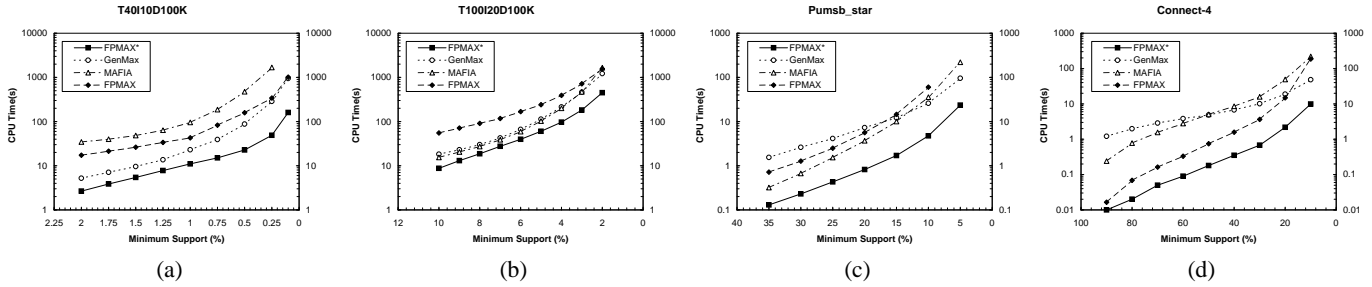 T40I10D100K
10000
1000
100
10
1
10000
1000
100
10
1
FPMAX*
GenMax
MAFIA
FPMAX
CPU Time(s)
2.25 2 1.75 1.5 1.25 1 0.75 0.5 0.25 0
Minimum Support (%)
(a)
T100I20D100K
10000
1000
100
10
1
10000
1000
100
10
1
FPMAX*
GenMax
MAFIA
FPMAX
CPU Time(s)
12 10 8 6 4 2 0
Minimum Support (%)
(b)
Pumsb_star
1000
100
10
1
0.1
1000
100
10
1
0.1
FPMAX*
GenMax
MAFIA
FPMAX
CPU Time(s)
40 35 30 25 20 15 10 5 0
Minimum Support (%)
(c)
Connect-4
1000
100
10
1
0.1
0.01
1000
100
10
1
0.1
0.01
FPMAX*
GenMax
MAFIA
FPMAX
CPU Time(s)
100 80 60 40 20 0
Minimum Support (%)
(d)